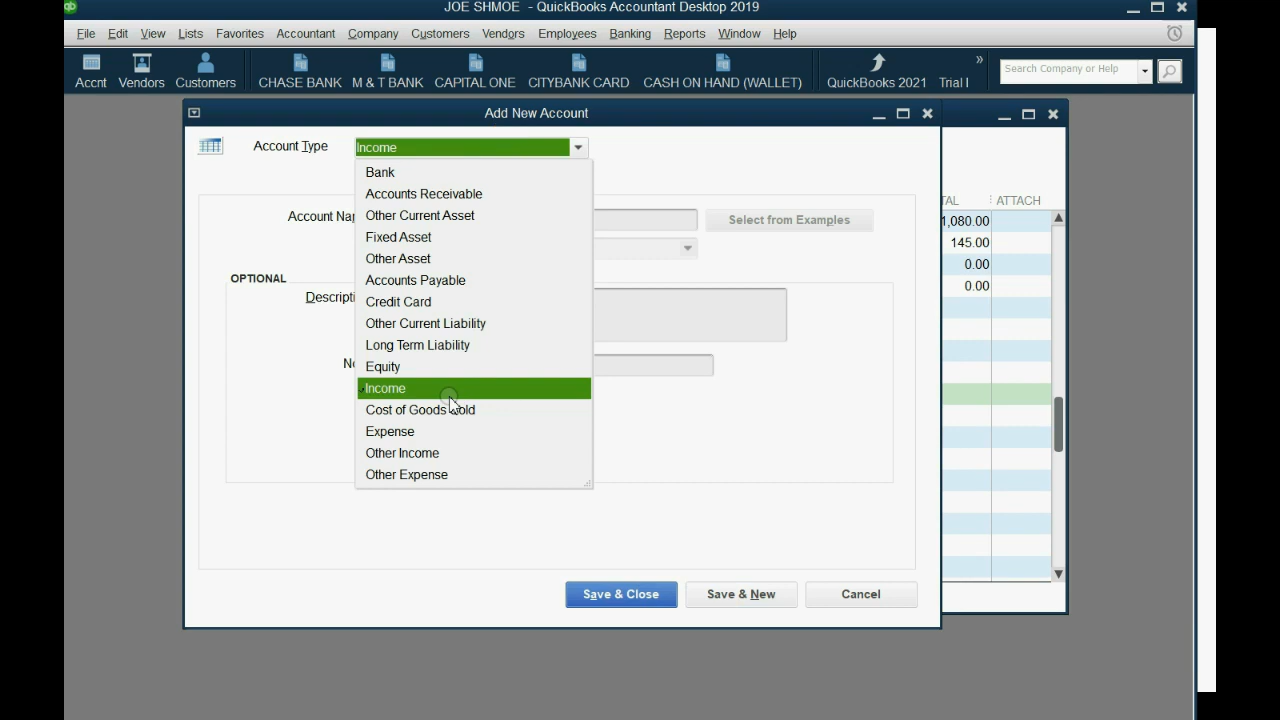 JOE SHMOE - QuickBooks Accountant Desktop 2019
File Edit View Lists Favorites Accountant Company Customers Vendors Employees Banking Reports Window Help
Accnt Vendors Customers CHASE BANK M & T BANK CAPITAL ONE CITYBANK CARD CASH ON HAND (WALLET) QuickBooks 2021 Trial » Search Company or Help
Add New Account
Account Type Income
Bank
Accounts Receivable
Other Current Asset
Fixed Asset
Other Asset
Accounts Payable
Credit Card
Other Current Liability
Long Term Liability
Equity
Income
Cost of Goods Sold
Expense
Other Income
Other Expense
Account Nam
Select from Examples
OPTIONAL
Descripti
No
TAL ATTACH
1,080.00
145.00
0.00
0.00
Save & Close Save & New Cancel